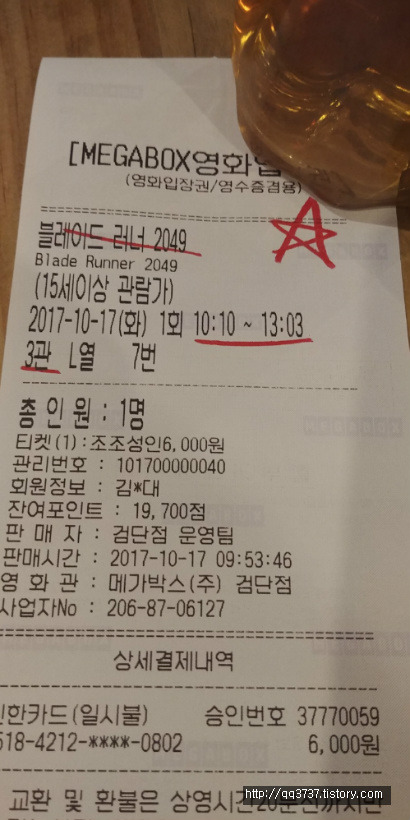 [MEGABOX영화입
(영화입장권/영수증겸용)
블레이드 러너 2049
Blade Runner 2049
(15세이상 관람가)
2017-10-17(화) 1회 10:10 ~ 13:03
3관 L열 7번
총 인 원 : 1명
티켓(1):조조성인6,000원
관리번호 : 101700000040
회원정보 : 김*대
잔여포인트 : 19,700점
판 매 자 : 검단점 운영팀
판매시간 : 2017-10-17 09:53:46
영 화 관 : 메가박스(주) 검단점
사업자No : 206-87-06127
상세결제내역
신한카드(일시불) 승인번호 37770059
518-4212-****-0802 6,000원
교환 및 환불은 상영시간20분전까지만
http://qq3737.tistory.com